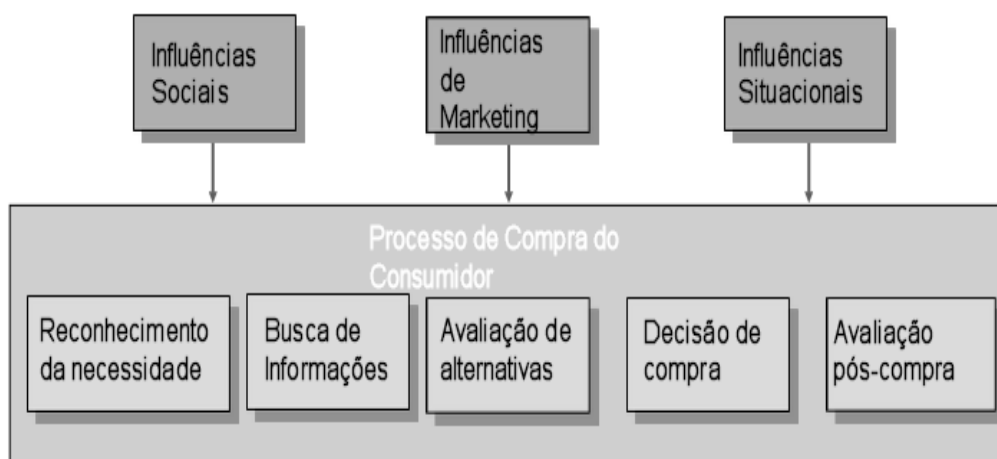 Influências
Sociais
Influências
de
Marketing
Influências
Situacionais
Processo de Compra do
Consumidor
Reconhecimento
da necessidade
Busca de
Informações
Avaliação de
alternativas
Decisão de
compra
Avaliação
pós-compra